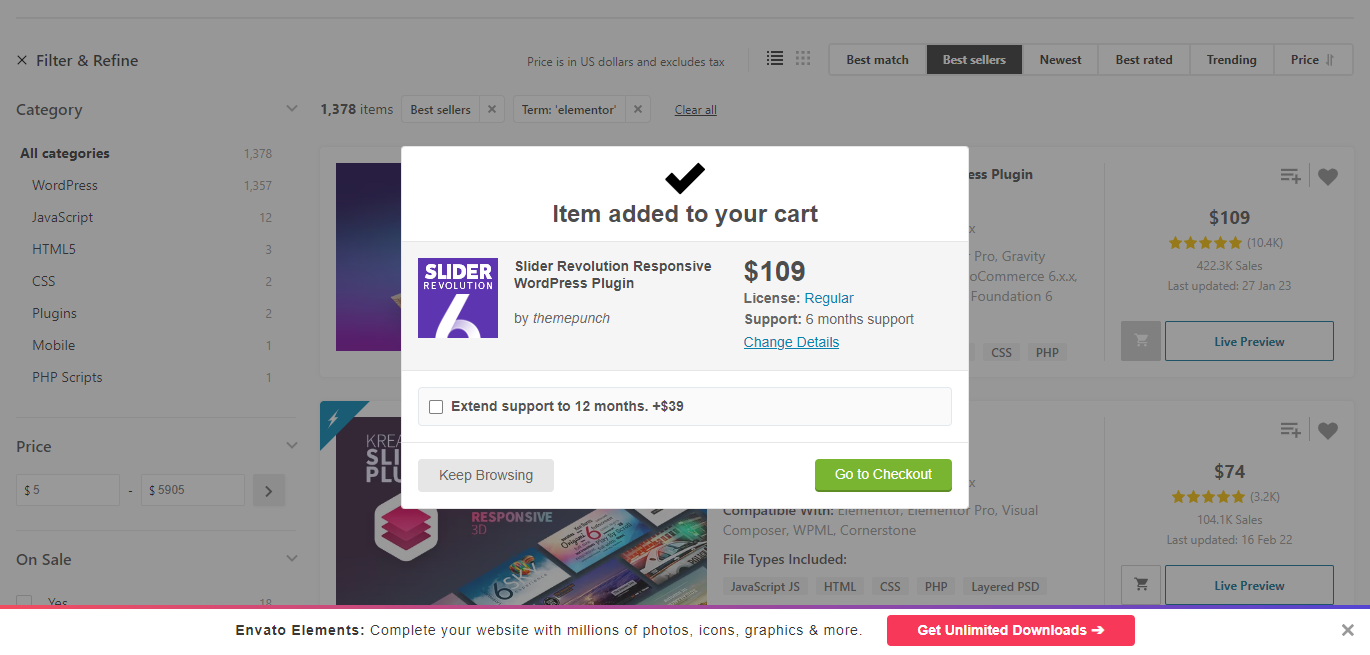 Filter & Refine
Price is in US dollars and excludes tax
Best match
Best sellers
Newest
Best rated
Trending
Price
Category
1,378 items
Best sellers
Term: 'elementor'
Clear all
All categories 1,378
WordPress 1,357
JavaScript 12
HTML5 3
CSS 2
Plugins 2
Mobile 1
PHP Scripts 1
Price
$ 5 - $ 5905
On Sale
Yes 18
Item added to your cart
SLIDER
REVOLUTION
6
Slider Revolution Responsive
WordPress Plugin
by themepunch
$109
License: Regular
Support: 6 months support
Change Details
Extend support to 12 months. +$39
Keep Browsing
Go to Checkout
ess Plugin
x
r Pro, Gravity
oCommerce 6.x.x,
Foundation 6
CSS
PHP
$109
(10.4K)
422.3K Sales
Last updated: 27 Jan 23
Live Preview
KREA
SLI
PLU
RESPONSIVE
3D
Origami
6
SKY
6
x
Compatible With: Elementor, Elementor Pro, Visual
Composer, WPML, Cornerstone
File Types Included:
JavaScript JS
HTML
CSS
PHP
Layered PSD
$74
(3.2K)
104.1K Sales
Last updated: 16 Feb 22
Live Preview
Envato Elements: Complete your website with millions of photos, icons, graphics & more.
Get Unlimited Downloads ➔